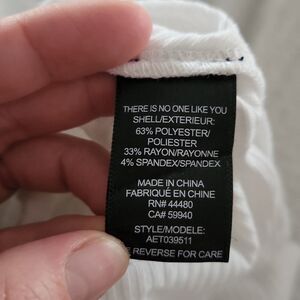 THERE IS NO ONE LIKE YOU
SHELL/EXTERIEUR:
63% POLYESTER/
POLIESTER
33% RAYON/RAYONNE
4% SPANDEX/SPANDEX
MADE IN CHINA
FABRIQUÉ EN CHINE
RN# 44480
CA# 59940
STYLE/MODELE:
AET039511
REVERSE FOR CARE